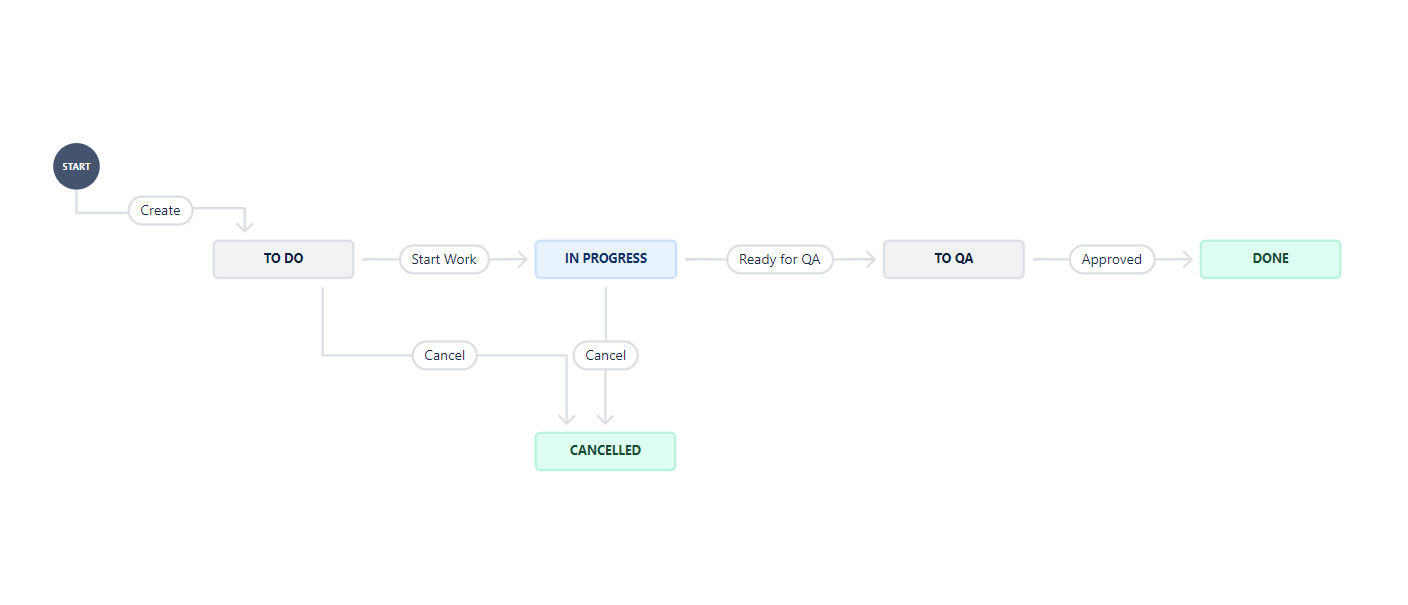 START
Create
TO DO
Start Work
IN PROGRESS
Ready for QA
TO QA
Approved
DONE
Cancel
Cancel
CANCELLED